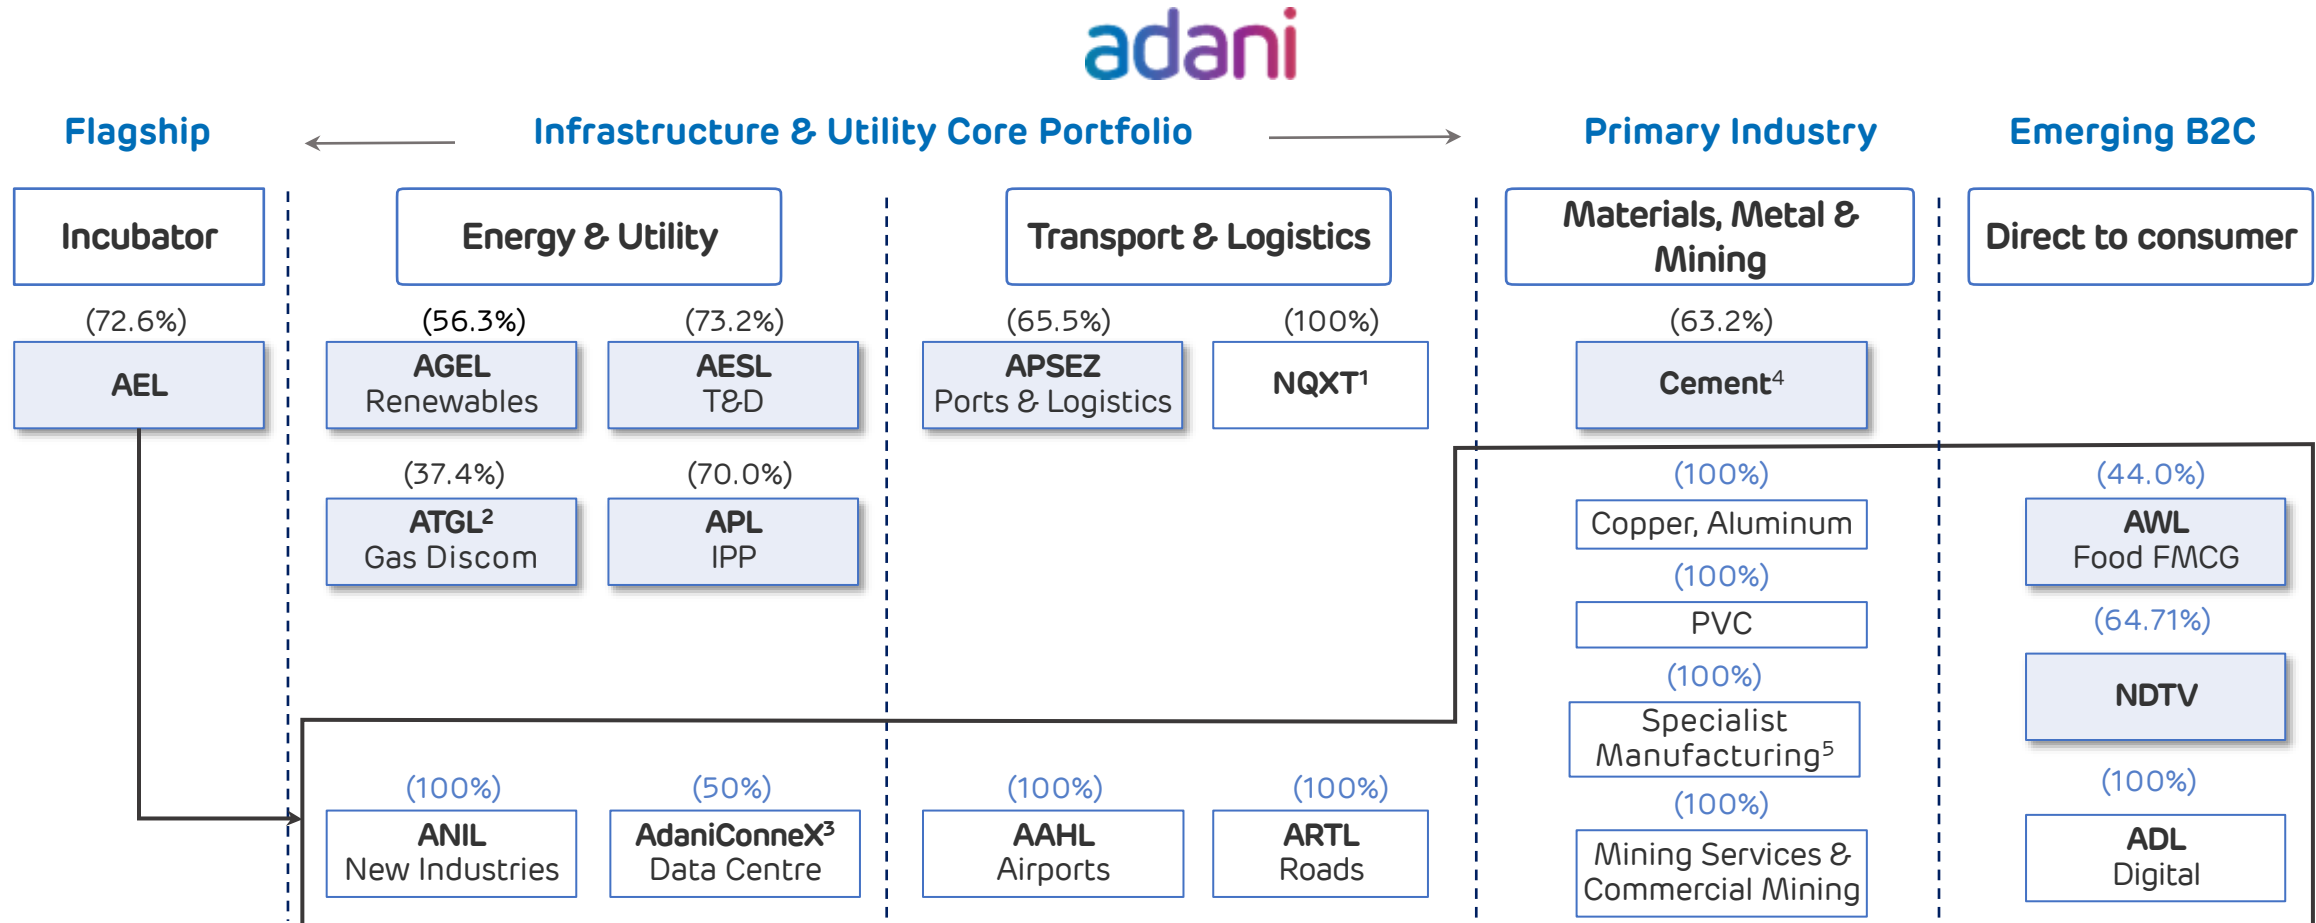 adani
Flagship
Infrastructure & Utility Core Portfolio
Primary Industry
Emerging B2C
Incubator
Energy & Utility
Transport & Logistics
Materials, Metal &
Mining
Direct to consumer
(72.6%)
AEL
(56.3%)
AGEL
Renewables
(73.2%)
AESL
T&D
(65.5%)
APSEZ
Ports & Logistics
(100%)
NQXT¹
(63.2%)
Cement⁴
(37.4%)
ATGL²
Gas Discom
(70.0%)
APL
IPP
(100%)
Copper, Aluminum
(100%)
PVC
(100%)
Specialist
Manufacturing⁵
(100%)
Mining Services &
Commercial Mining
(44.0%)
AWL
Food FMCG
(64.71%)
NDTV
(100%)
ADL
Digital
(100%)
ANIL
New Industries
(50%)
AdaniConneX³
Data Centre
(100%)
AAHL
Airports
(100%)
ARTL
Roads